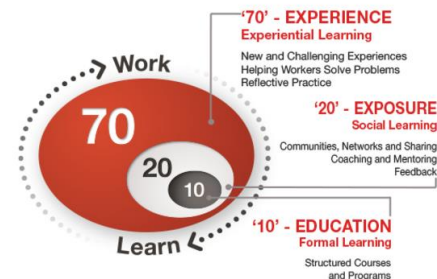 '70' - EXPERIENCE
Experiential Learning
New and Challenging Experiences
Helping Workers Solve Problems
Reflective Practice
Work
70
'20' - EXPOSURE
Social Learning
Communities, Networks and Sharing
Coaching and Mentoring
Feedback
20
10
Learn
'10' - EDUCATION
Formal Learning
Structured Courses
and Programs